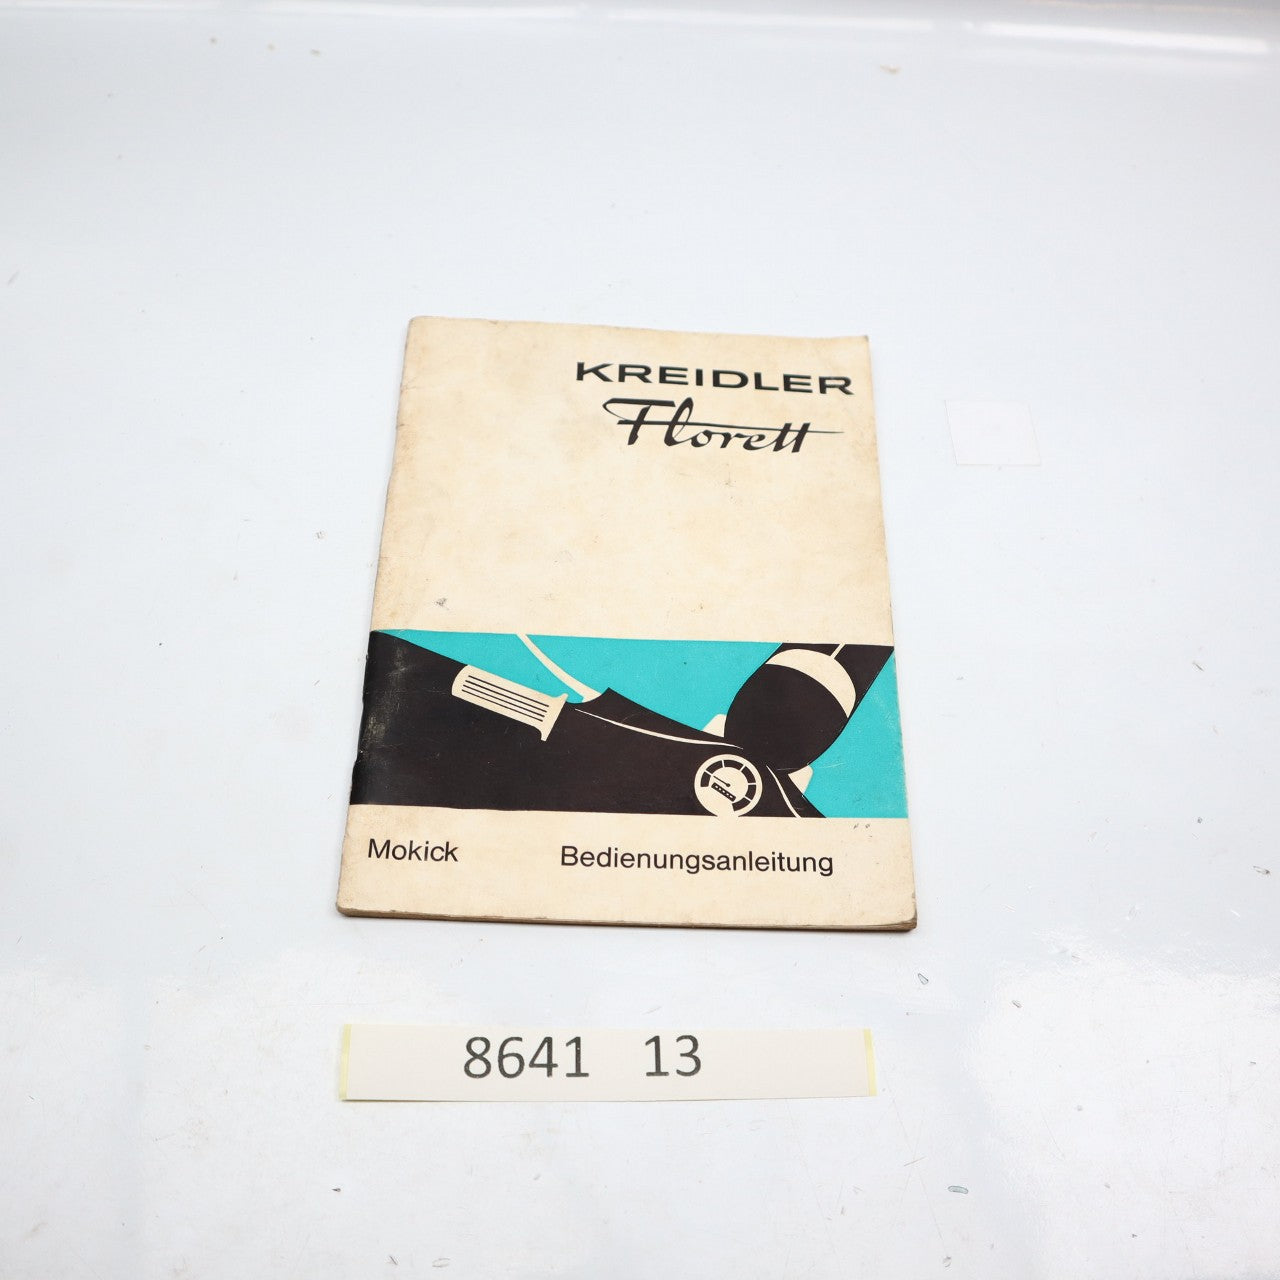 KREIDLER
Florett
Mokick Bedienungsanleitung
8641 13